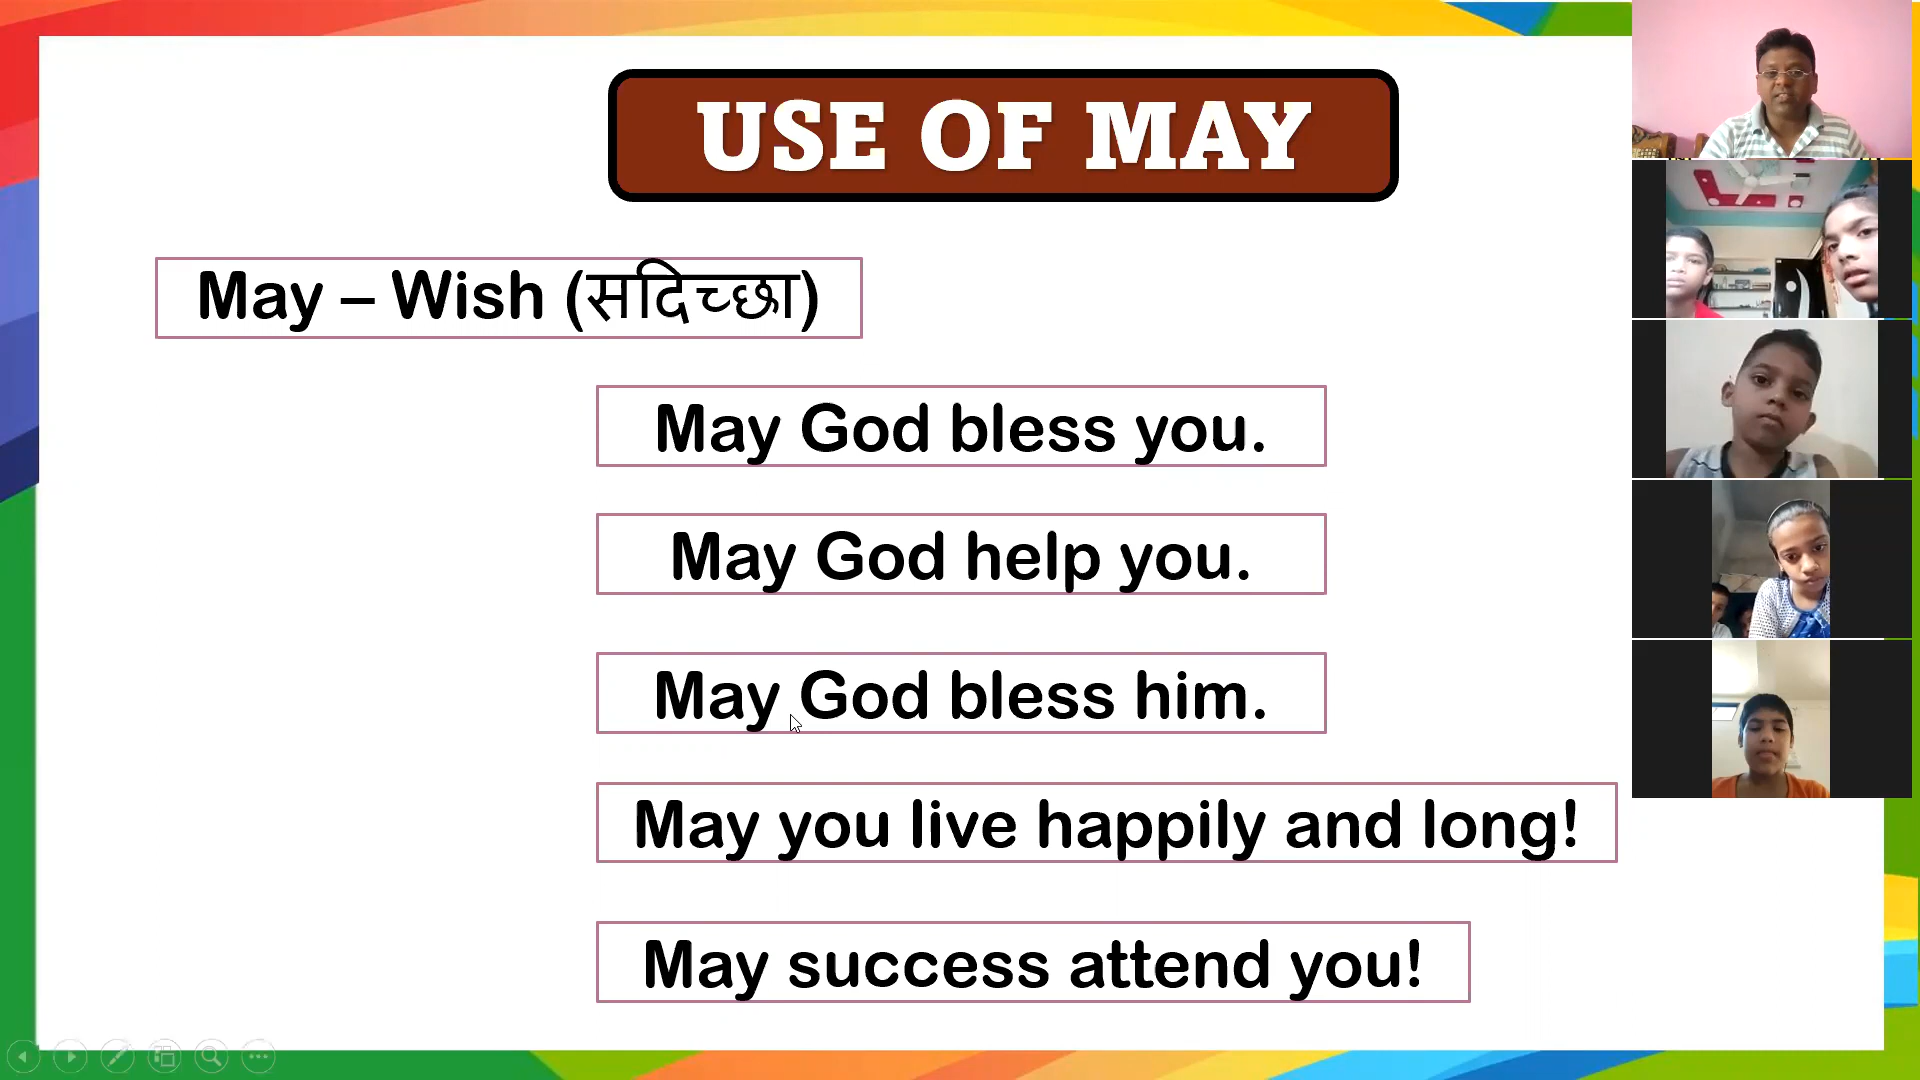 USE OF MAY
May – Wish (सदिच्छा)
May God bless you.
May God help you.
May God bless him.
May you live happily and long!
May success attend you!